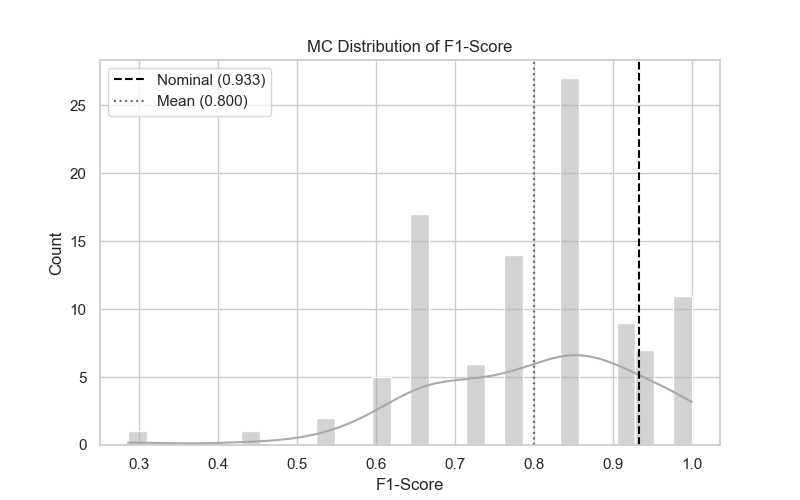 MC Distribution of F1-Score
Nominal (0.933)
Mean (0.800)
Count
25
20
15
10
5
0
0.3 0.4 0.5 0.6 0.7 0.8 0.9 1.0
F1-Score